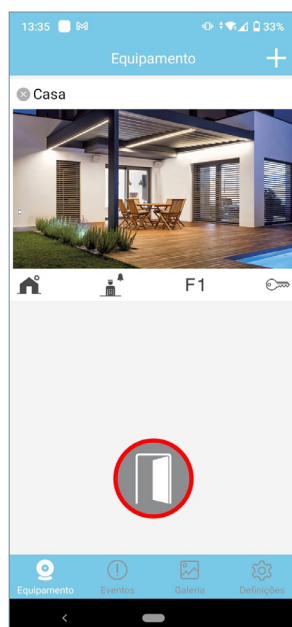 13:35 33%
Equipamento
Casa
F1
Equipamento Eventos Galeria Definições